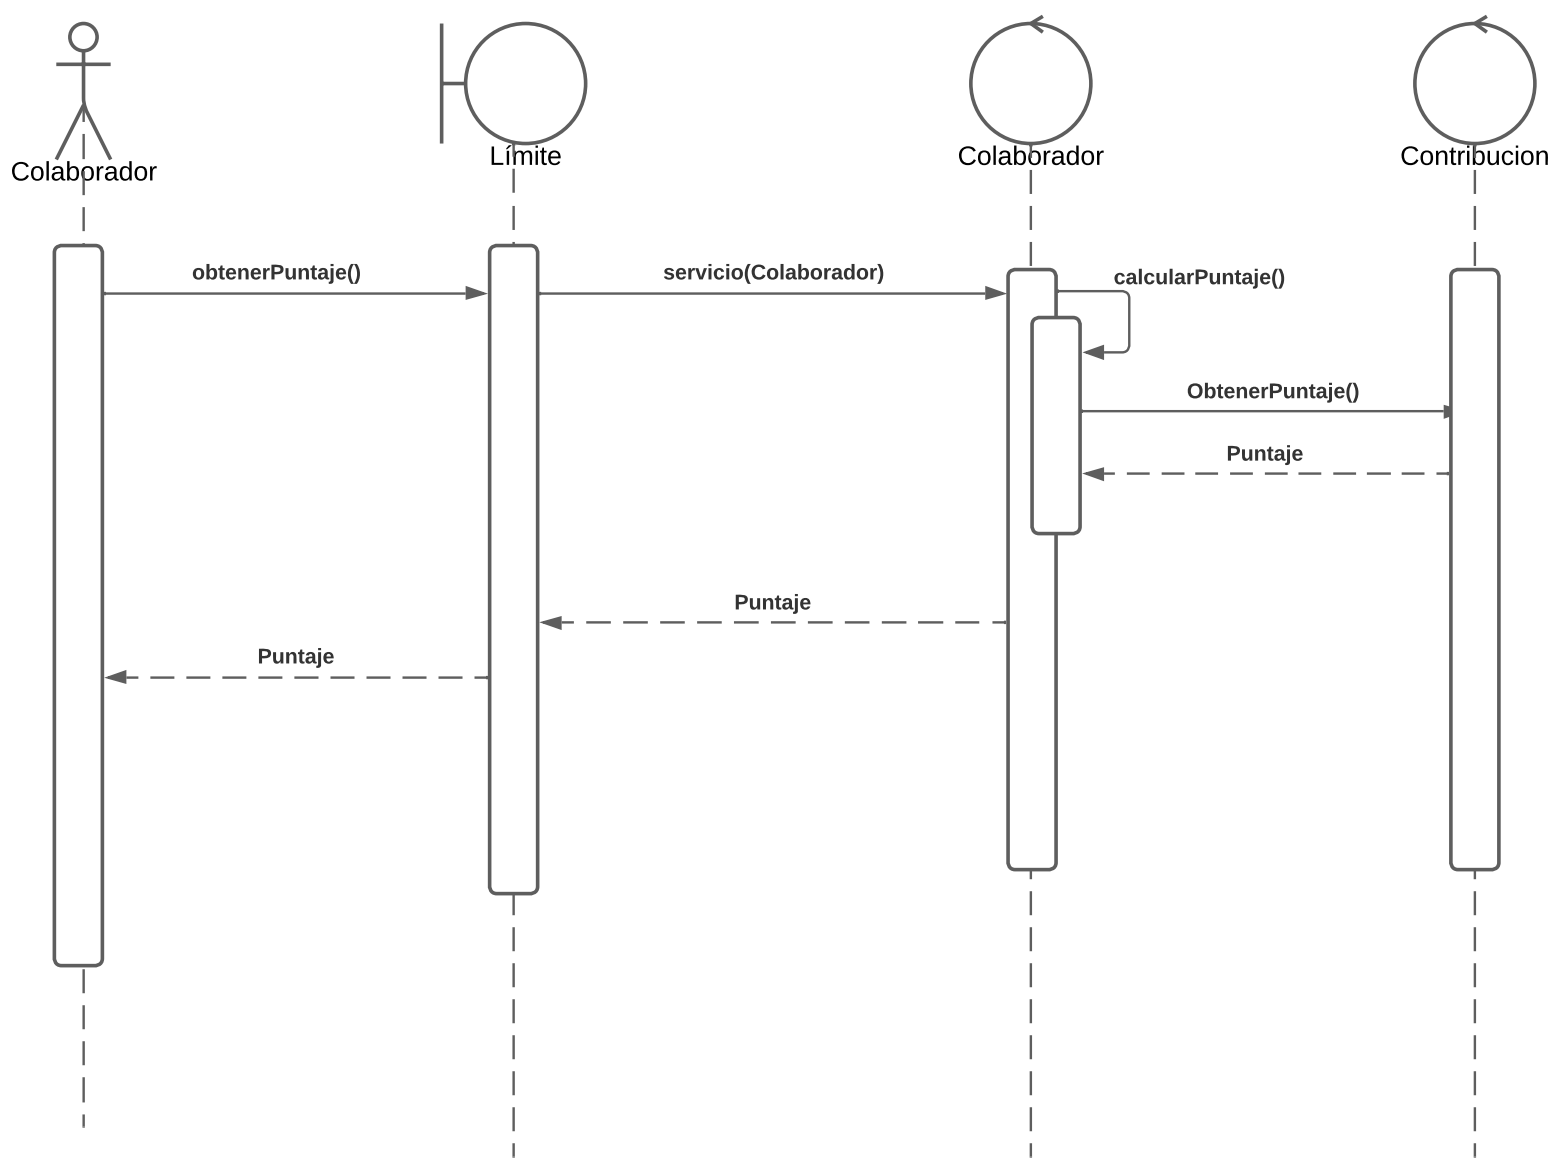 Colaborador
Límite
Colaborador
Contribucion
obtenerPuntaje()
servicio(Colaborador)
calcularPuntaje()
ObtenerPuntaje()
Puntaje
Puntaje
Puntaje